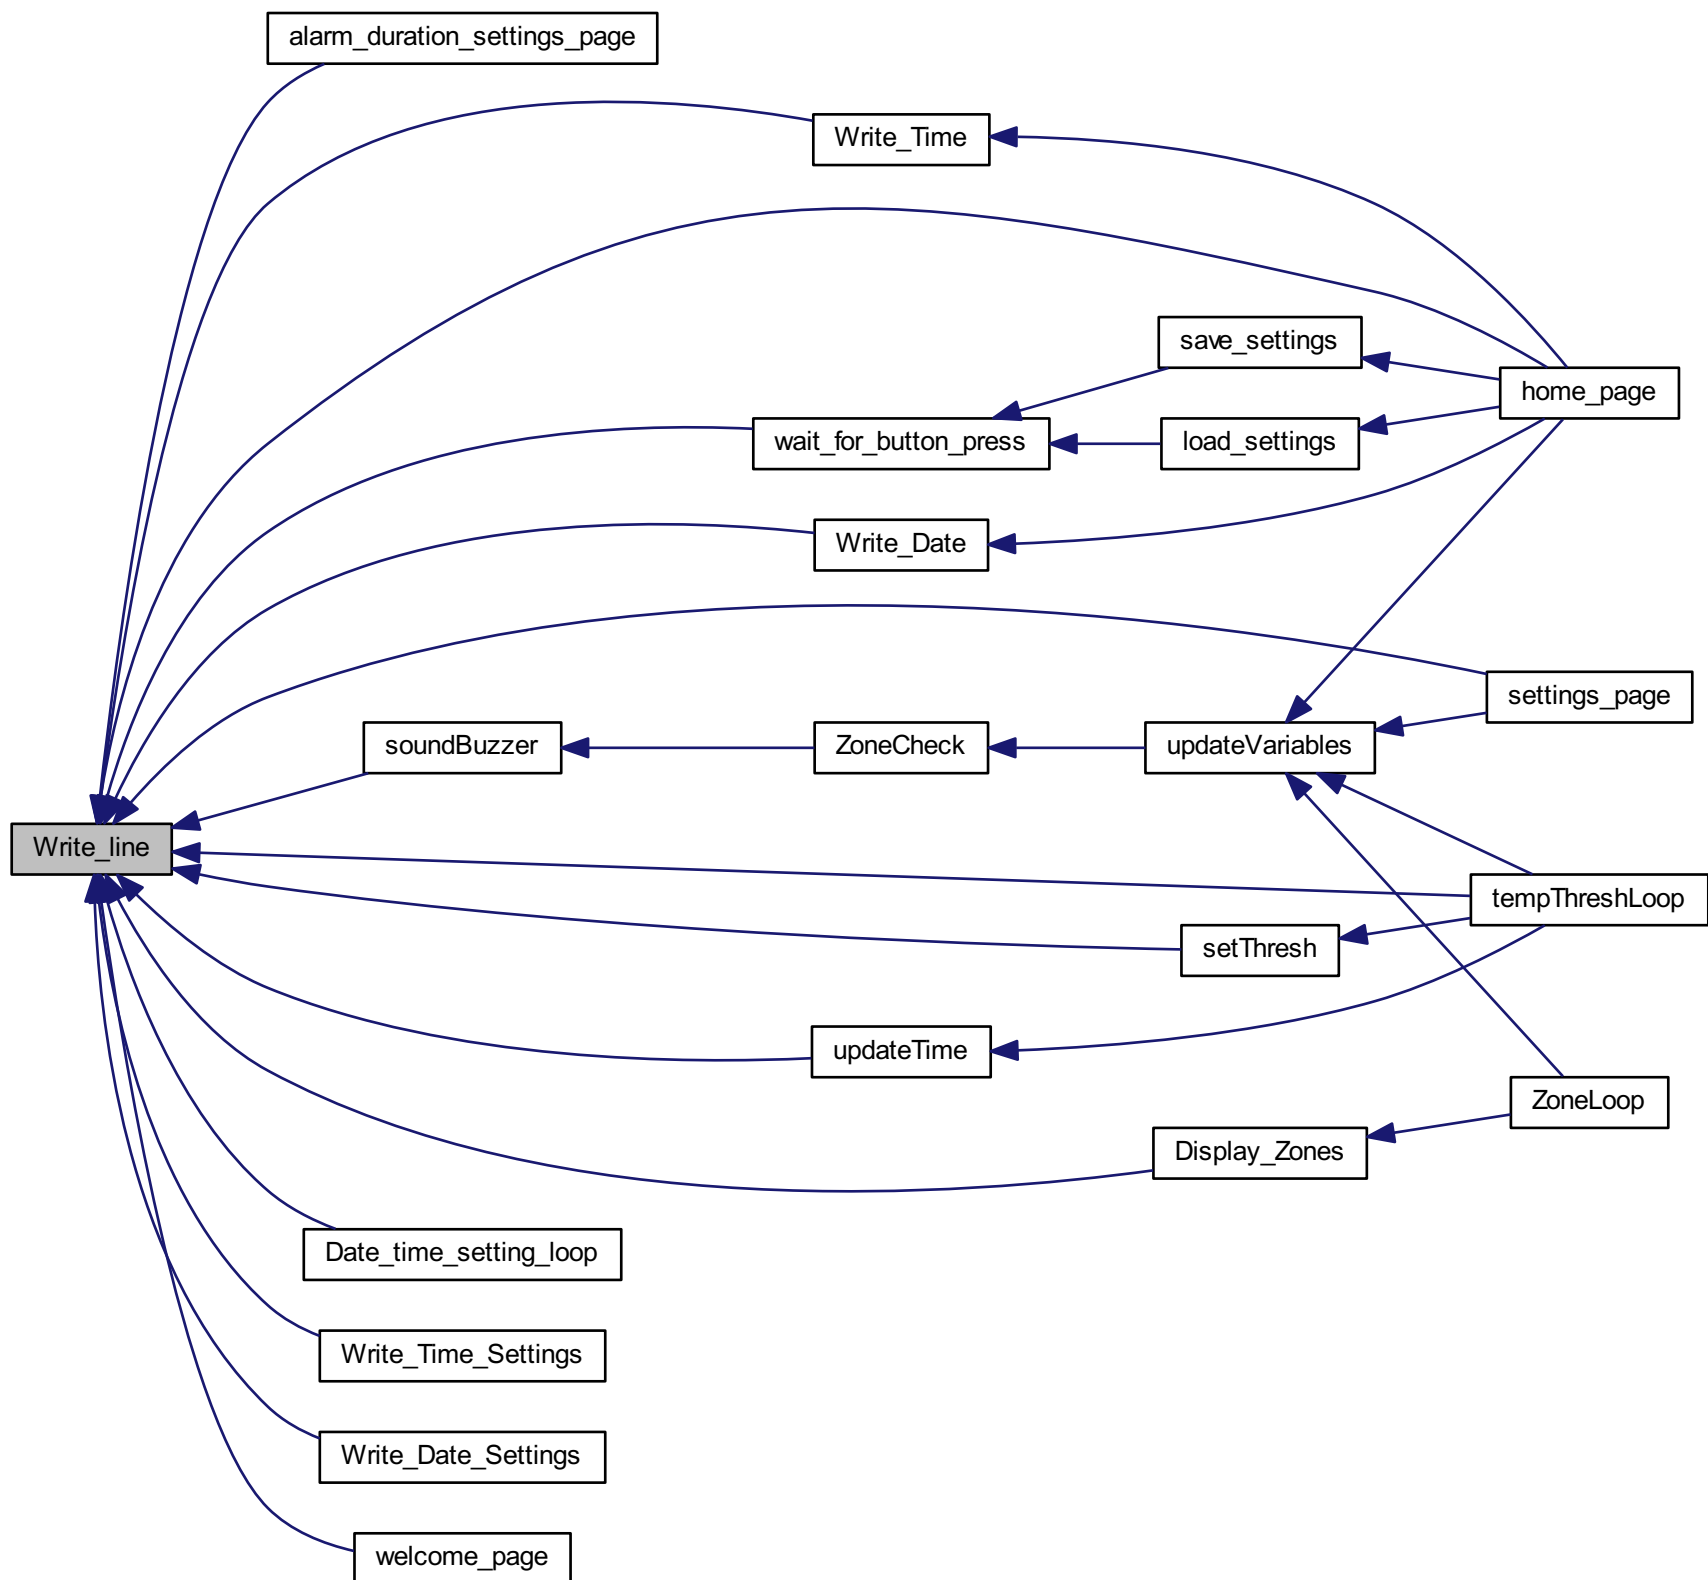 alarm_duration_settings_page
Write_Time
save_settings
home_page
wait_for_button_press
load_settings
Write_Date
settings_page
soundBuzzer
ZoneCheck
updateVariables
Write_line
tempThreshLoop
setThresh
updateTime
ZoneLoop
Display_Zones
Date_time_setting_loop
Write_Time_Settings
Write_Date_Settings
welcome_page